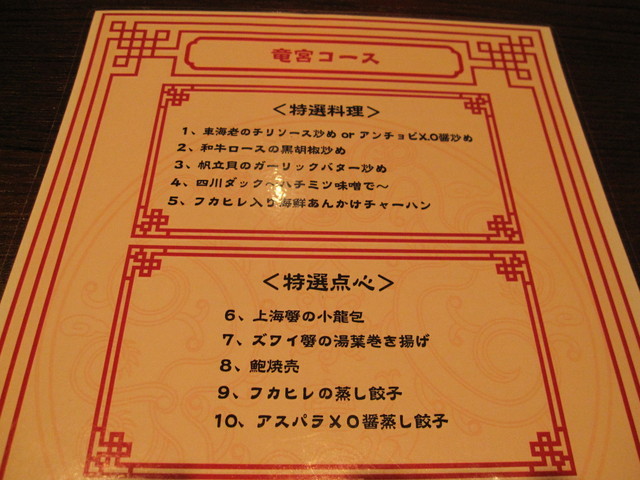 竜宮コース
＜特選料理＞
1、車海老のチリソース炒め or アンチョビXO醤炒め
2、和牛ロースの黒胡椒炒め
3、帆立貝のガーリックバター炒め
4、四川ダック〜ハチミツ味噌で〜
5、フカヒレ入り海鮮あんかけチャーハン
＜特選点心＞
6、上海蟹の小龍包
7、ズワイ蟹の湯葉巻き揚げ
8、鮑焼売
9、フカヒレの蒸し餃子
10、アスパラXO醤蒸し餃子